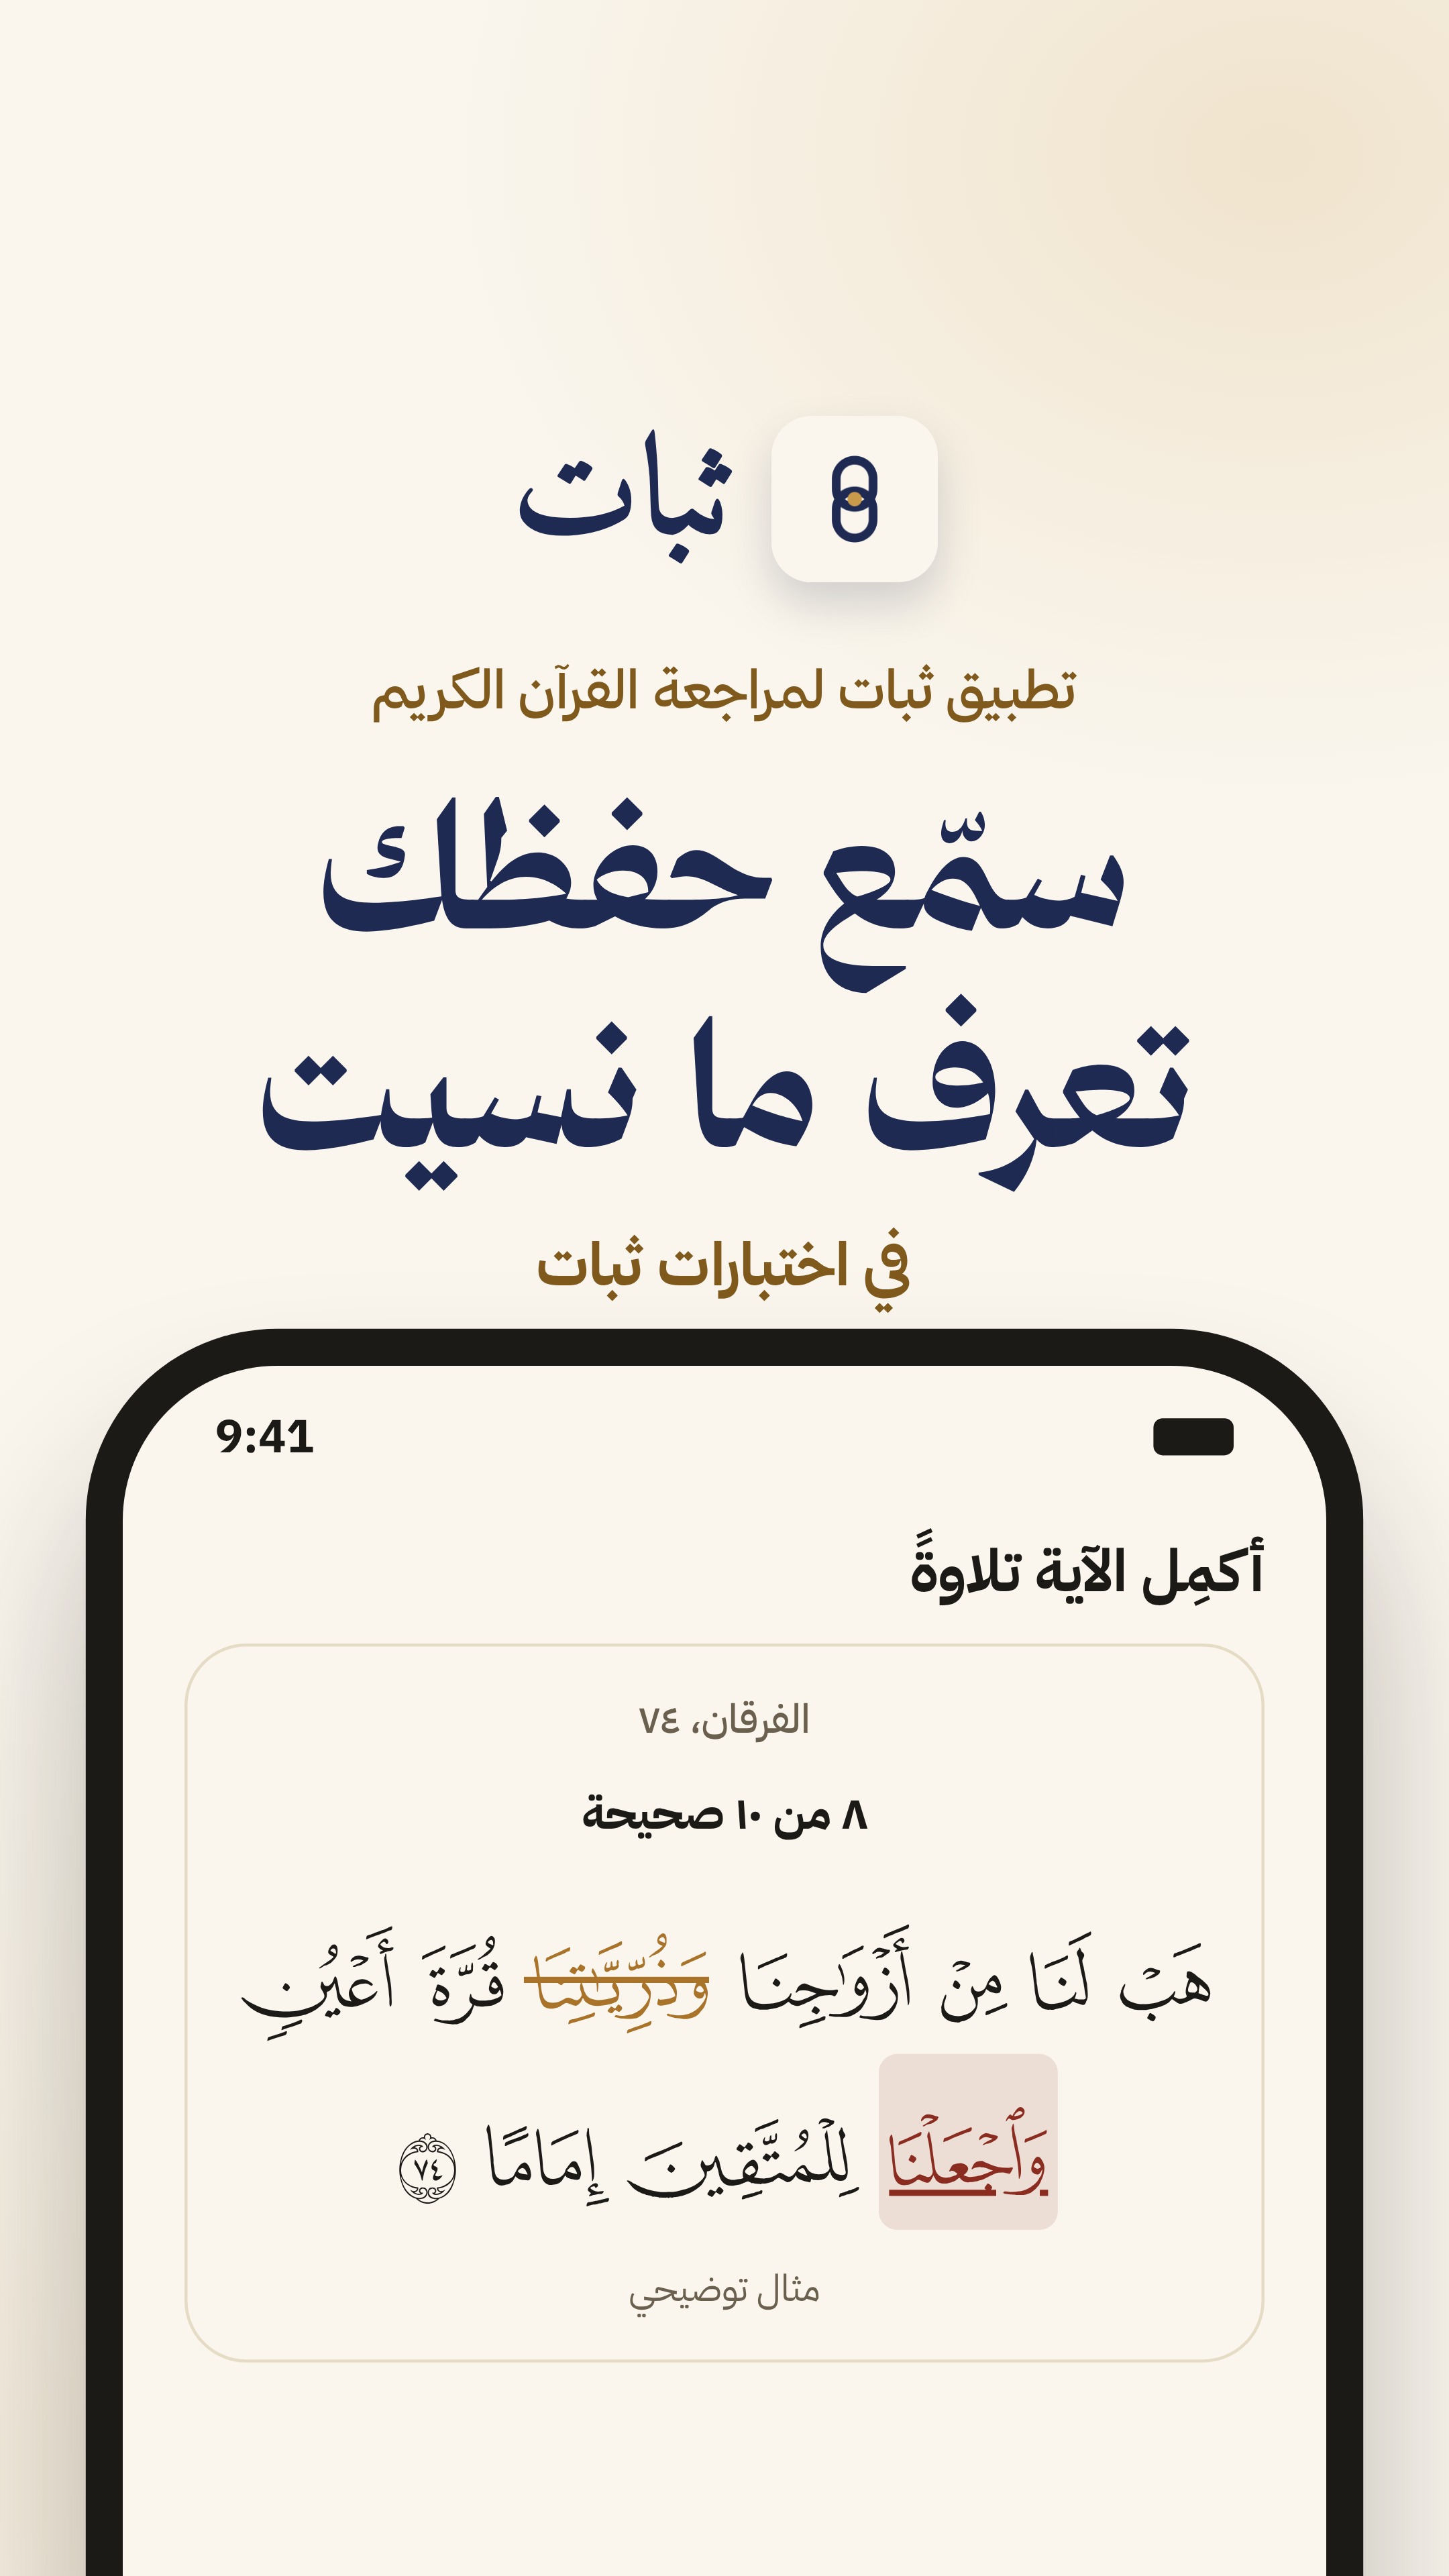 ثبات
تطبيق ثبات لمراجعة القرآن الكريم
سمّع حفظك
تعرف ما نسيت
في اختبارات ثبات
9:41
أكمِل الآية تلاوةً
الفرقان، ٧٤
٨ من ١٠ صحيحة
هَبۡ لَنَا مِنۡ أَزۡوَٰجِنَا وَذُرِّيَّٰتِنَا قُرَّةَ أَعۡيُنٖ
وَٱجۡعَلۡنَا لِلۡمُتَّقِينَ إِمَامًا ٧٤
مثال توضيحي